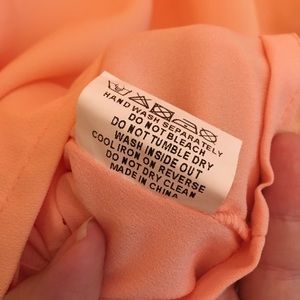 HAND WASH SEPARATELY
DO NOT BLEACH
DO NOT TUMBLE DRY
WASH INSIDE OUT
COOL IRON ON REVERSE
DO NOT DRY CLEAN
MADE IN CHINA